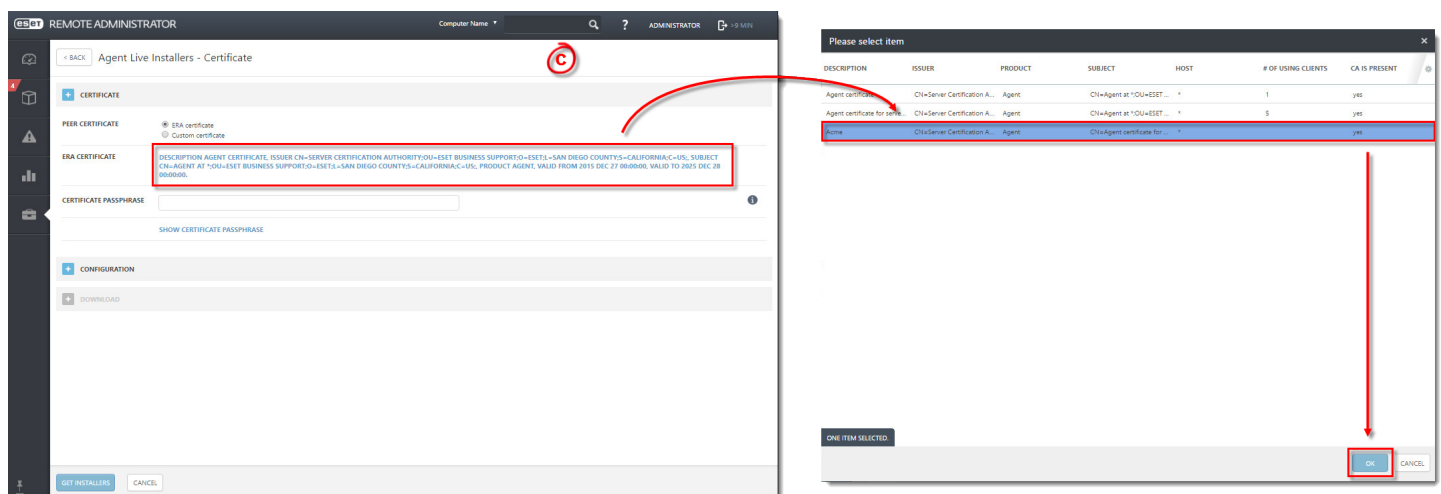 eset REMOTE ADMINISTRATOR Computer Name ? ADMINISTRATOR >9 MIN
< BACK Agent Live Installers - Certificate
C
4
CERTIFICATE
PEER CERTIFICATE
ERA certificate
Custom certificate
ERA CERTIFICATE
DESCRIPTION AGENT CERTIFICATE, ISSUER CN=SERVER CERTIFICATION AUTHORITY;OU=ESET BUSINESS SUPPORT;O=ESET;L=SAN DIEGO COUNTY;S=CALIFORNIA;C=US;, SUBJECT
CN=AGENT AT *;OU=ESET BUSINESS SUPPORT;O=ESET;L=SAN DIEGO COUNTY;S=CALIFORNIA;C=US;, PRODUCT AGENT, VALID FROM 2015 DEC 27 00:00:00, VALID TO 2025 DEC 28
00:00:00.
CERTIFICATE PASSPHRASE
SHOW CERTIFICATE PASSPHRASE
CONFIGURATION
DOWNLOAD
GET INSTALLERS CANCEL
Please select item ×
DESCRIPTION ISSUER PRODUCT SUBJECT HOST # OF USING CLIENTS CA IS PRESENT
Agent certificate CN=Server Certification A... Agent CN=Agent at *;OU=ESET ... * 1 yes
Agent certificate for serve... CN=Server Certification A... Agent CN=Agent at *;OU=ESET ... * 5 yes
Acme CN=Server Certification A... Agent CN=Agent certificate for ... * yes
ONE ITEM SELECTED.
OK CANCEL